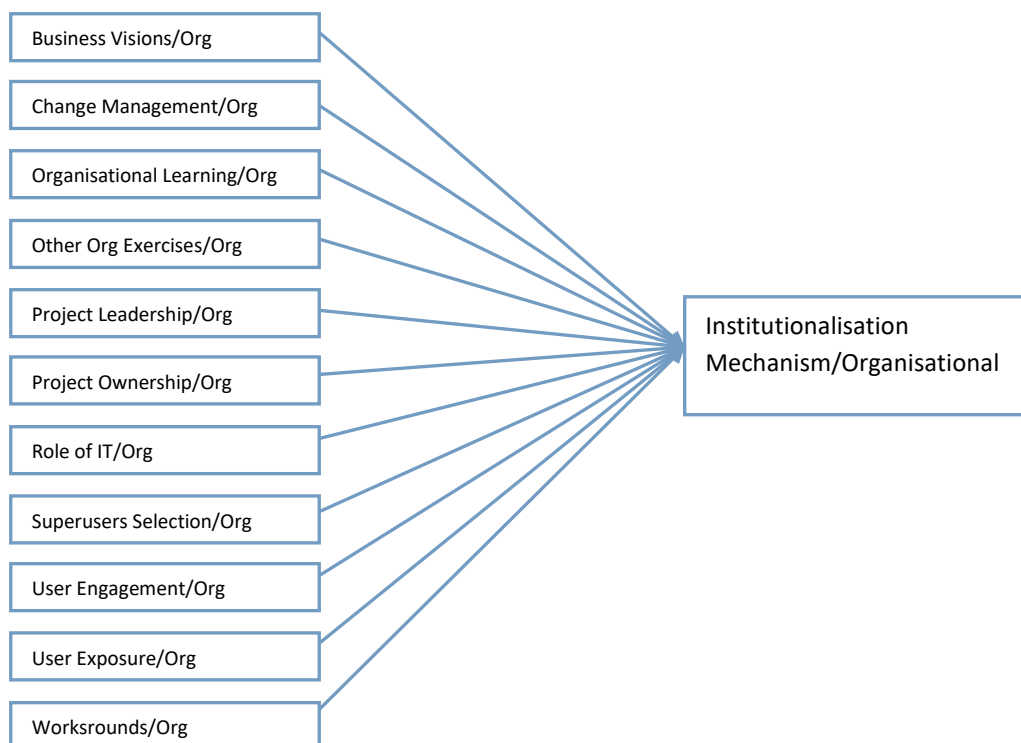 Business Visions/Org
Change Management/Org
Organisational Learning/Org
Other Org Exercises/Org
Project Leadership/Org
Project Ownership/Org
Role of IT/Org
Superusers Selection/Org
User Engagement/Org
User Exposure/Org
Worksrounds/Org
Institutionalisation
Mechanism/Organisational